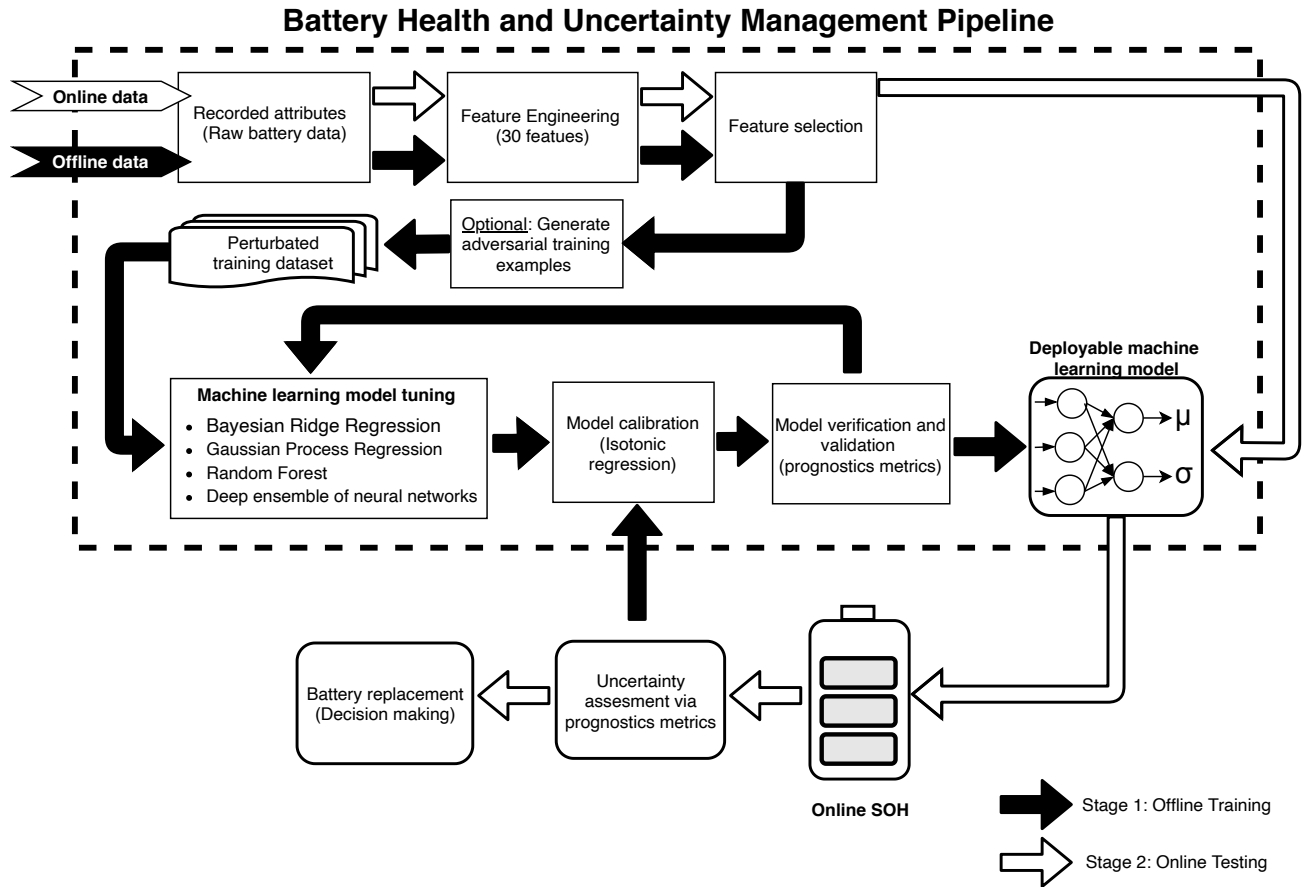 Battery Health and Uncertainty Management Pipeline
Online data
Offline data
Recorded attributes
(Raw battery data)
Feature Engineering
(30 featues)
Feature selection
Optional: Generate
adversarial training
examples
Perturbated
training dataset
Machine learning model tuning
• Bayesian Ridge Regression
• Gaussian Process Regression
• Random Forest
• Deep ensemble of neural networks
Model calibration
(Isotonic
regression)
Model verification and
validation
(prognostics metrics)
Deployable machine
learning model
μ
σ
Battery replacement
(Decision making)
Uncertainty
assesment via
prognostics metrics
Online SOH
Stage 1: Offline Training
Stage 2: Online Testing